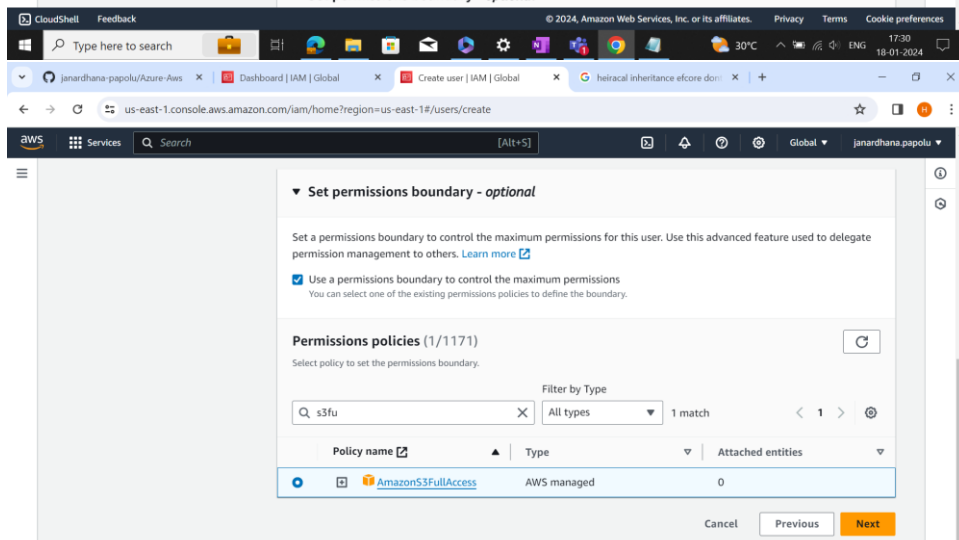 CloudShell Feedback © 2024, Amazon Web Services, Inc. or its affiliates. Privacy Terms Cookie preferences
Type here to search 30°C ENG 17:30
18-01-2024
janardhana-papolu/Azure-Aws Dashboard | IAM | Global Create user | IAM | Global heiracal inheritance efcore dont
us-east-1.console.aws.amazon.com/iam/home?region=us-east-1#/users/create H
aws Services Search [Alt+S] Global janardhana.papolu
Set permissions boundary - optional
Set a permissions boundary to control the maximum permissions for this user. Use this advanced feature used to delegate
permission management to others. Learn more
Use a permissions boundary to control the maximum permissions
You can select one of the existing permissions policies to define the boundary.
Permissions policies (1/1171)
Select policy to set the permissions boundary.
Filter by Type
s3fu All types 1 match 1
Policy name Type Attached entities
AmazonS3FullAccess AWS managed 0
Cancel Previous Next